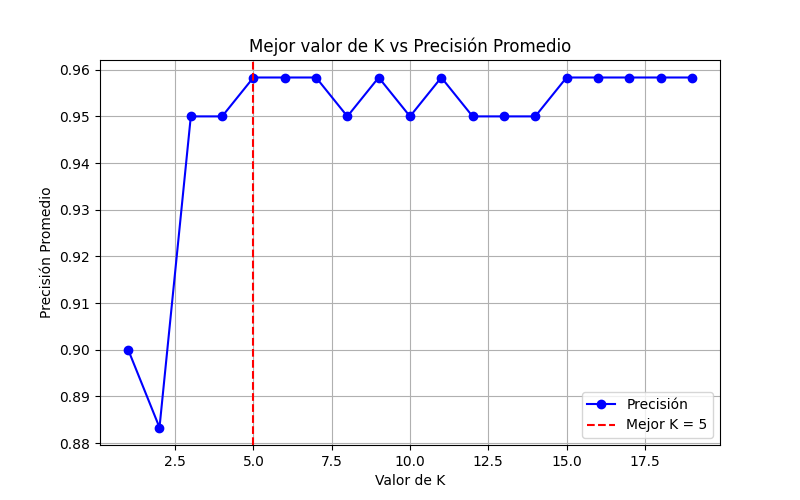 Mejor valor de K vs Precisión Promedio
Precisión Promedio
0.96
0.95
0.94
0.93
0.92
0.91
0.90
0.89
0.88
Precisión
Mejor K = 5
2.5 5.0 7.5 10.0 12.5 15.0 17.5
Valor de K